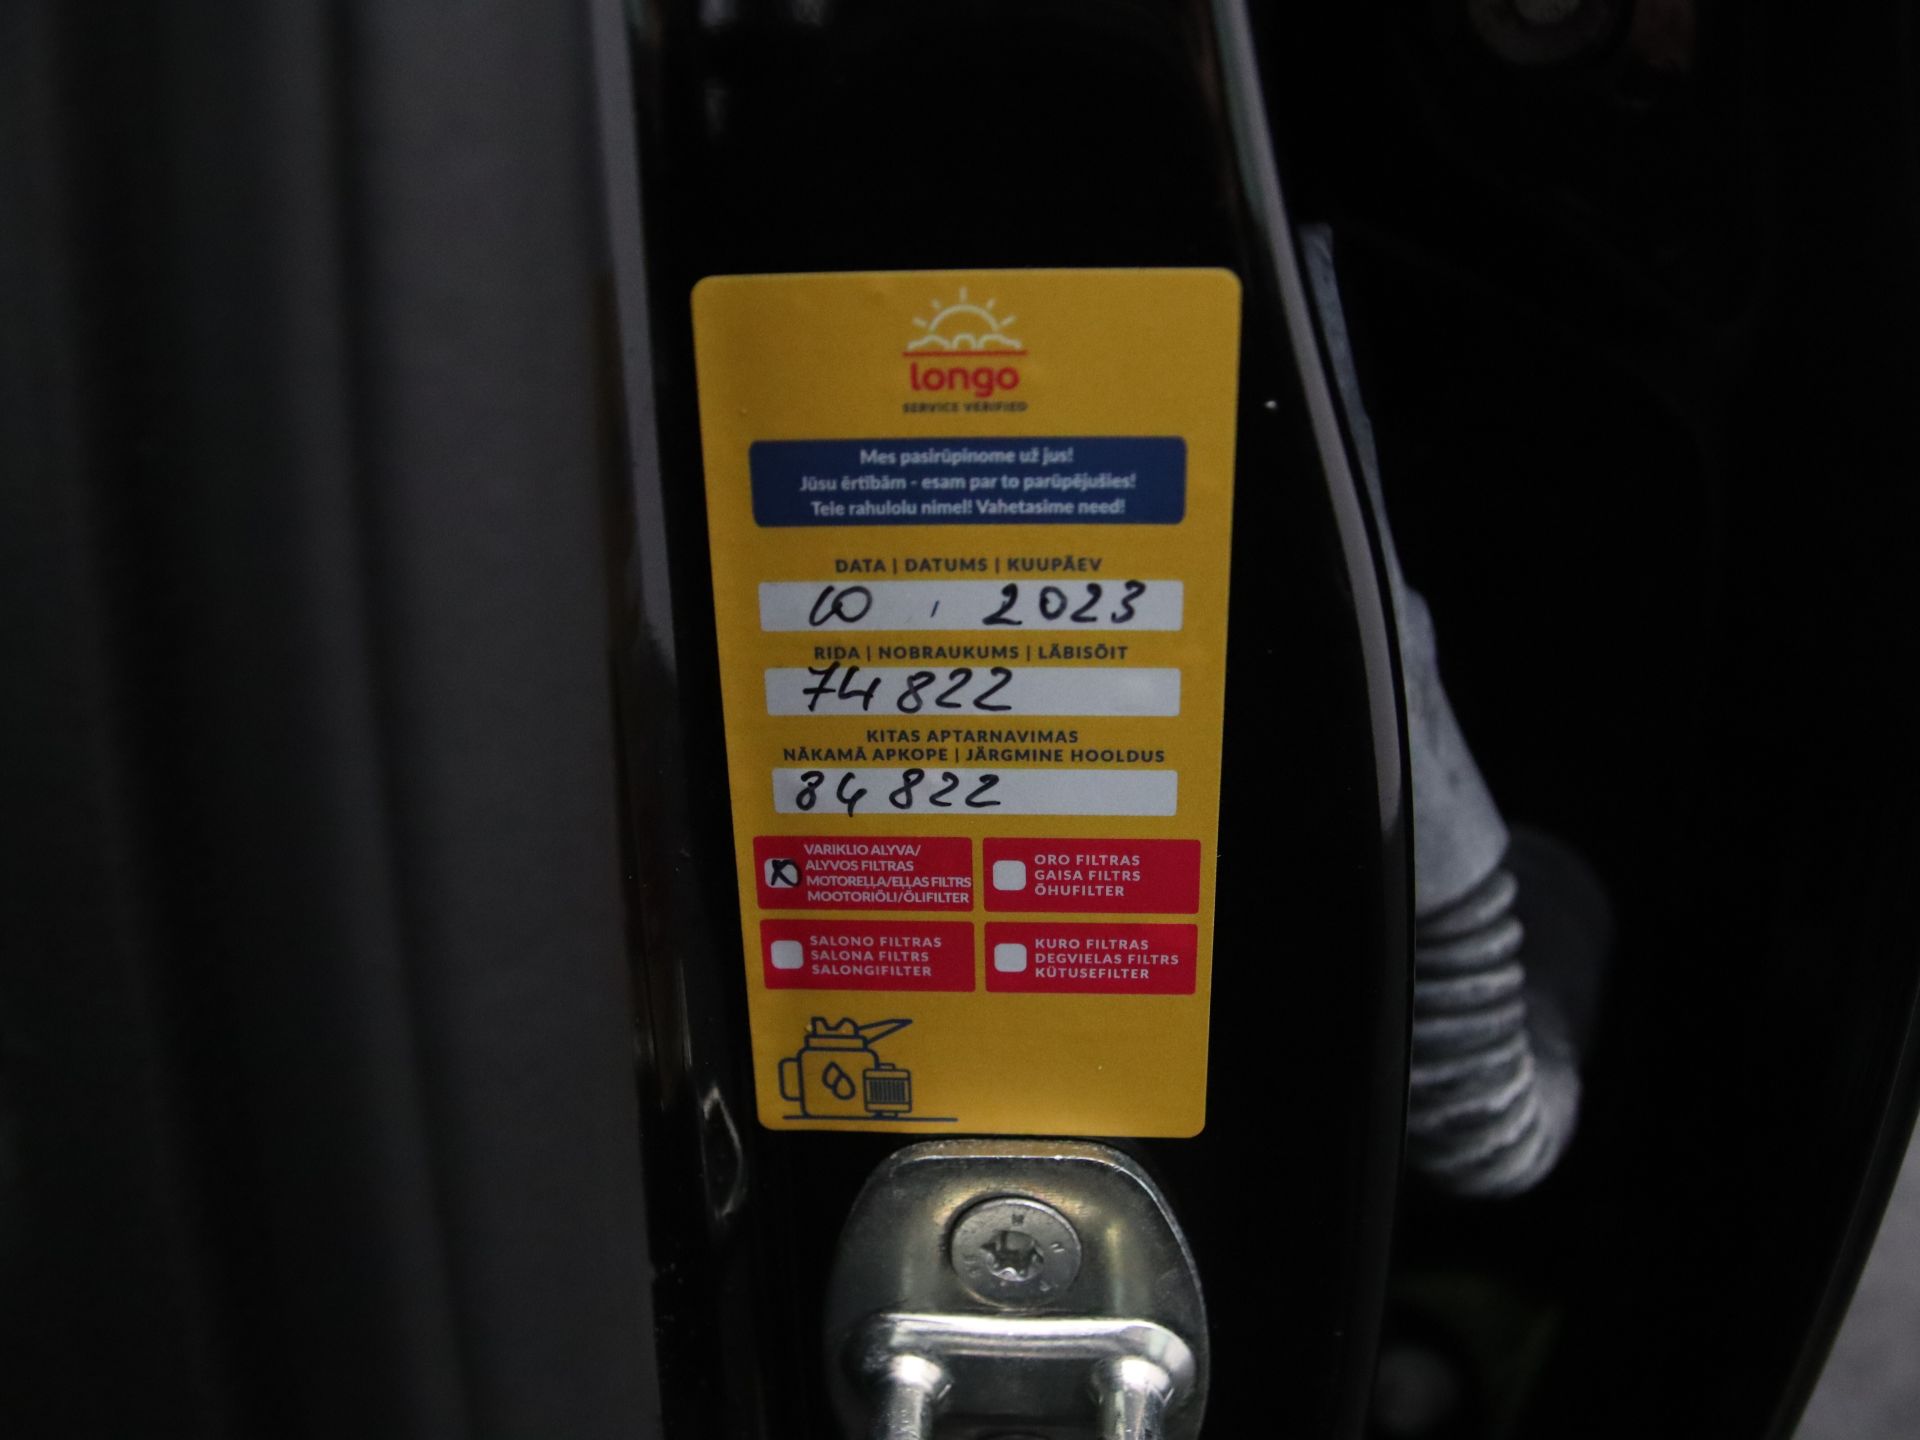 longo
SERVICE VERIFIED
Mes pasirūpinome už jus!
Jūsu ērtībām - esam par to parūpējušies!
Teie rahulolu nimel! Vahetasime need!
DATA | DATUMS | KUUPÄEV
10 , 2023
RIDA | NOBRAUKUMS | LÄBISÕIT
74822
KITAS APTARNAVIMAS
NĀKAMĀ APKOPE | JÄRGMINE HOOLDUS
84822
VARIKLIO ALYVA/
ALYVOS FILTRAS
MOTOREĻĻA/EĻĻAS FILTRS
MOOTORIÕLI/ÕLIFILTER
ORO FILTRAS
GAISA FILTRS
ÕHUFILTER
SALONO FILTRAS
SALONA FILTRS
SALONGIFILTER
KURO FILTRAS
DEGVIELAS FILTRS
KÜTUSEFILTER